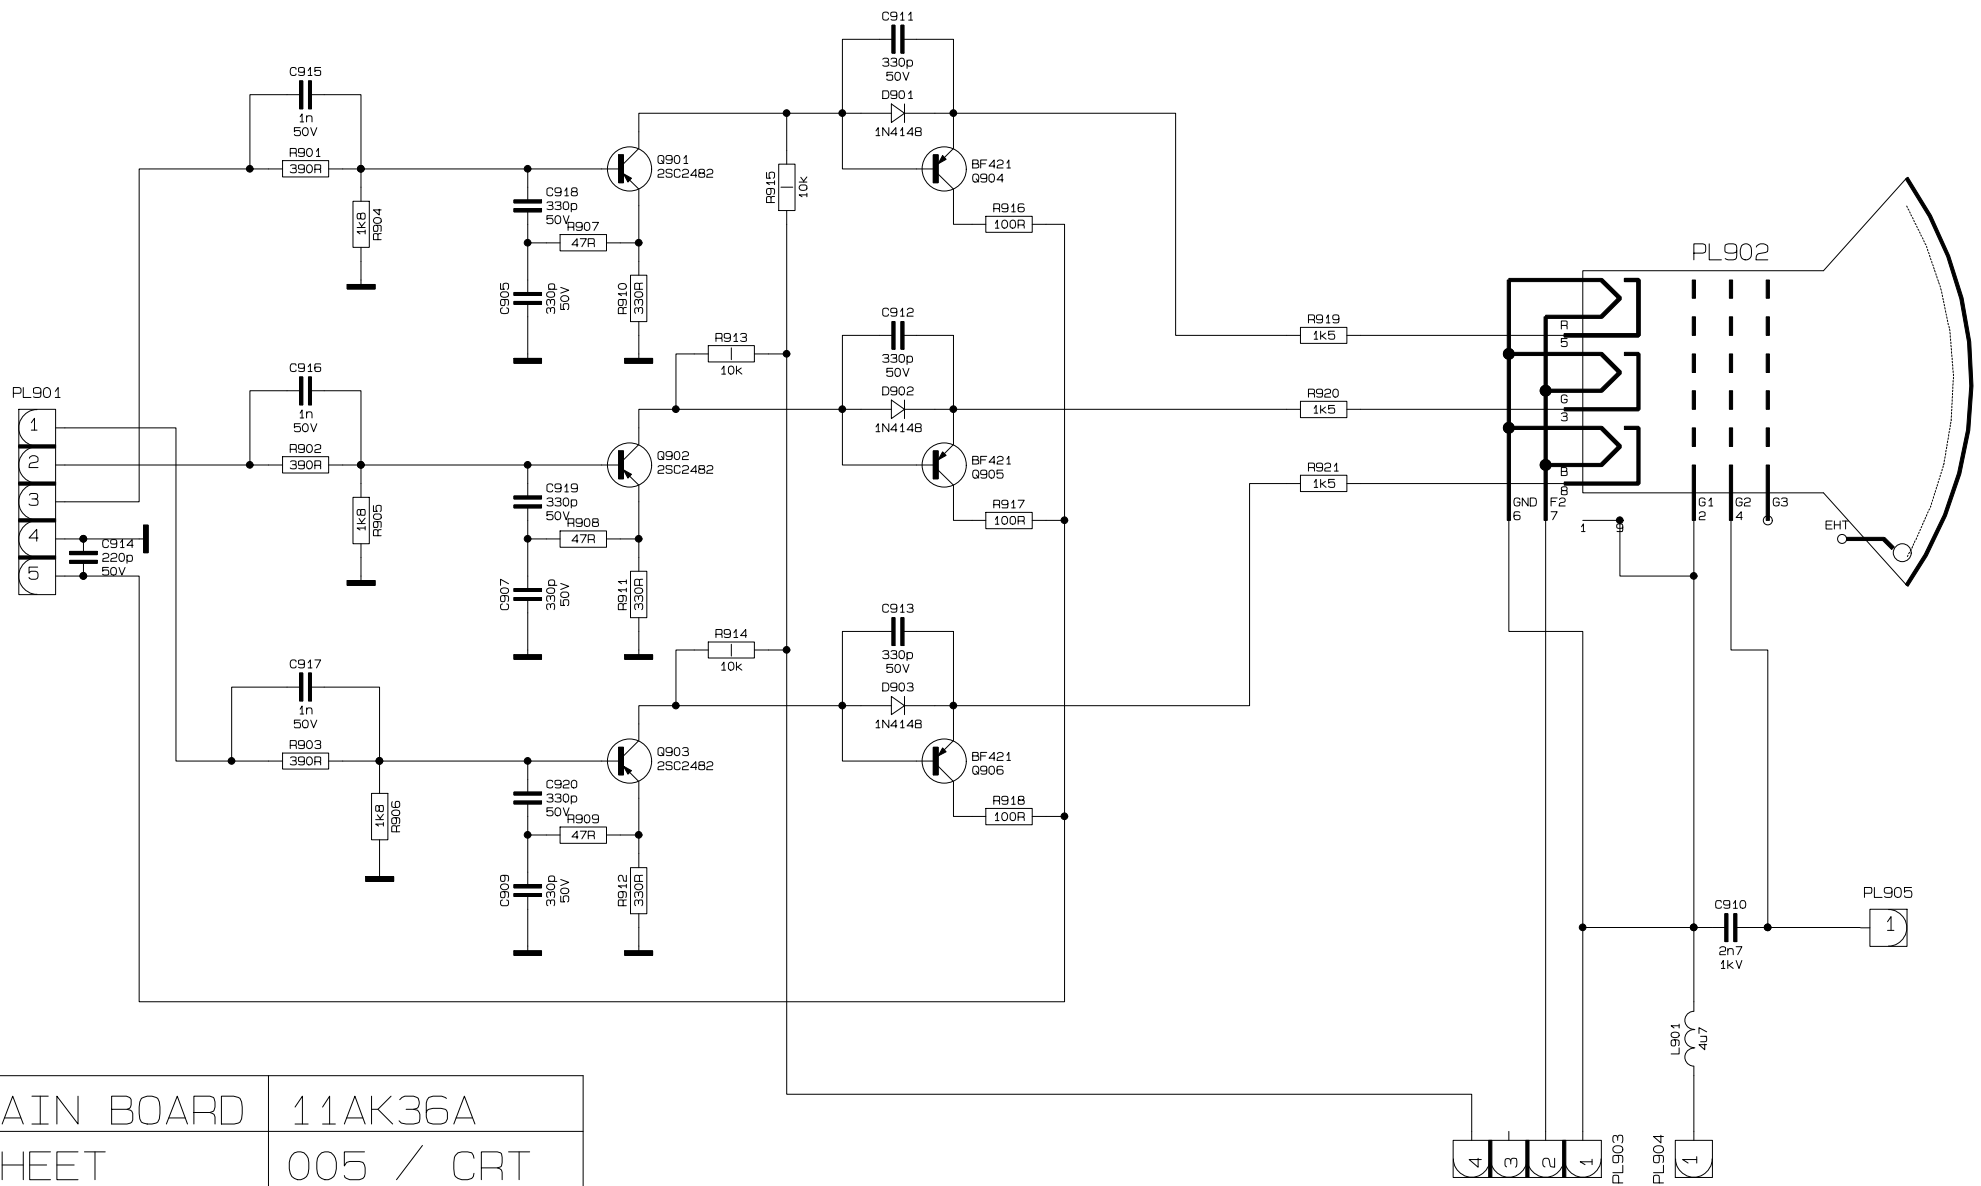 C911
330p
50V
D901
1N4148
C915
1n
50V
R901
390R
1k8
R904
C918
330p
50V
R907
47R
Q901
2SC2482
C905
330p
50V
R910
330R
R915
10k
BF421
Q904
R916
100R
R913
10k
C912
330p
50V
D902
1N4148
R919
1k5
PL902
R
5
G
3
B
8
GND
6
F2
7
1
9
G1
2
G2
4
G3
EHT
PL901
1
2
3
4
5
C914
220p
50V
C916
1n
50V
R902
390R
1k8
R905
C919
330p
50V
R908
47R
Q902
2SC2482
C907
330p
50V
R911
330R
BF421
Q905
R917
100R
R920
1k5
R921
1k5
R914
10k
C913
330p
50V
D903
1N4148
C917
1n
50V
R903
390R
1k8
R906
C920
330p
50V
R909
47R
Q903
2SC2482
C909
330p
50V
R912
330R
BF421
Q906
R918
100R
C910
2n7
1kV
PL905
1
L901
4u7
AIN BOARD 11AK36A
HEET 005 / CRT
4 3 2 1
PL903
PL904
1